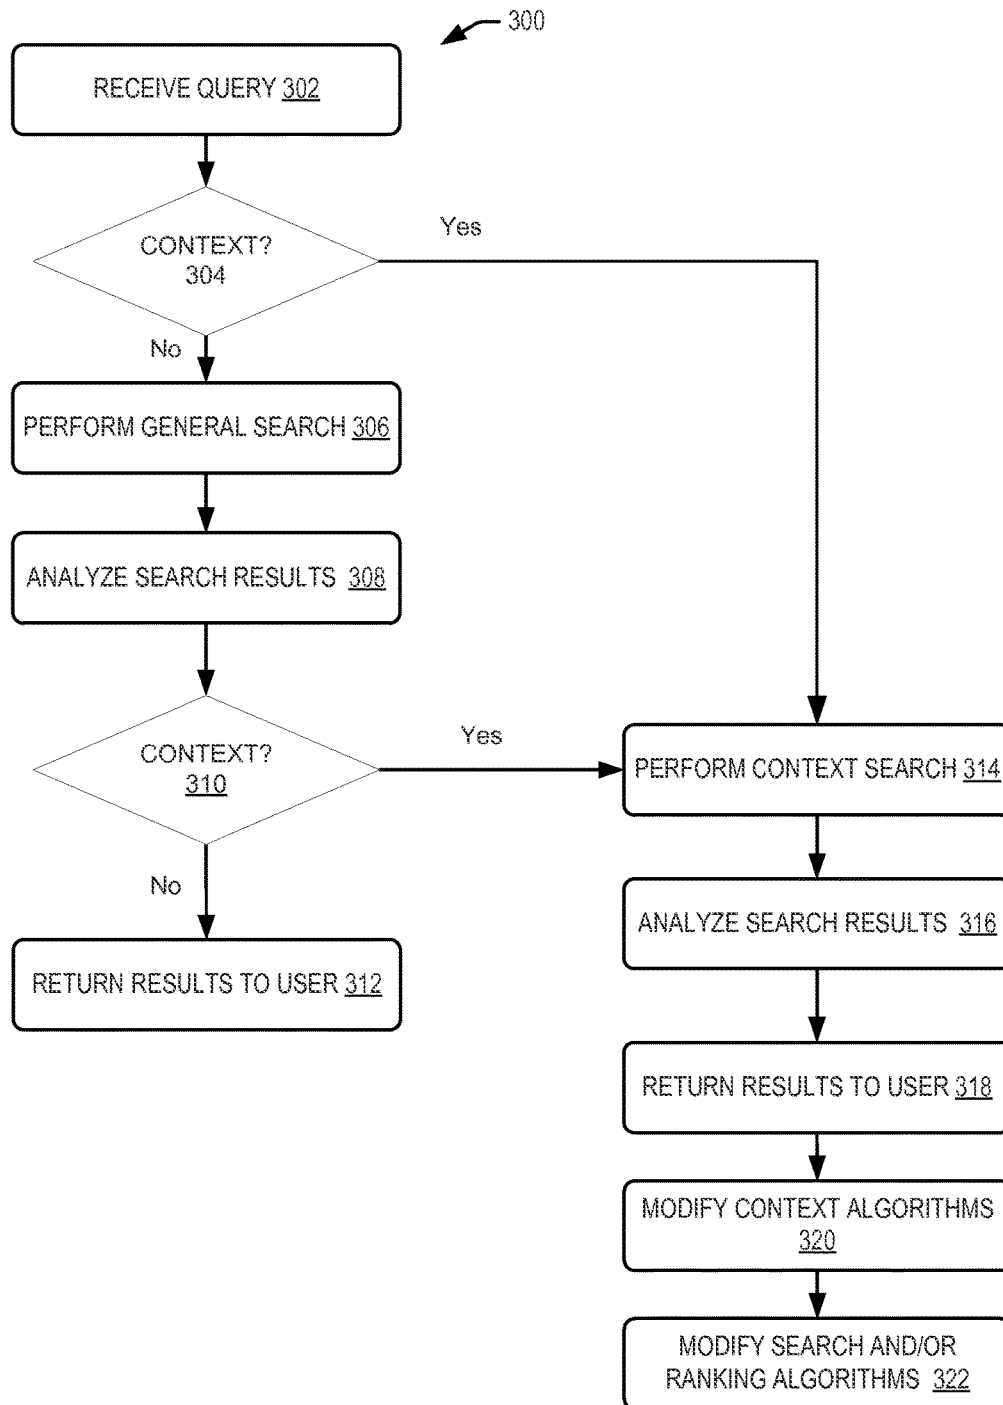 300
RECEIVE QUERY 302
CONTEXT?
304
Yes
No
PERFORM GENERAL SEARCH 306
ANALYZE SEARCH RESULTS 308
CONTEXT?
310
Yes
No
RETURN RESULTS TO USER 312
PERFORM CONTEXT SEARCH 314
ANALYZE SEARCH RESULTS 316
RETURN RESULTS TO USER 318
MODIFY CONTEXT ALGORITHMS
320
MODIFY SEARCH AND/OR
RANKING ALGORITHMS 322